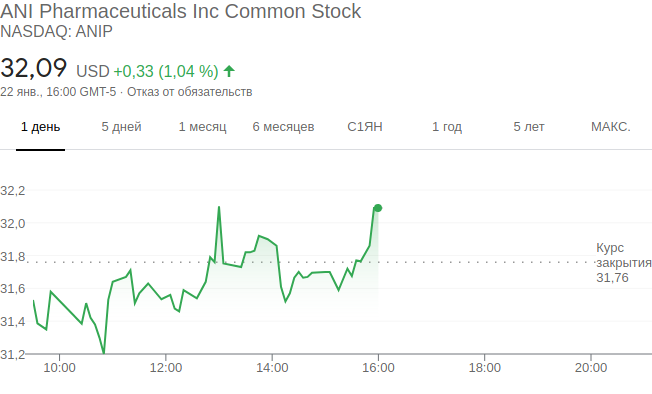 ANI Pharmaceuticals Inc Common Stock
NASDAQ: ANIP
32,09 USD +0,33 (1,04 %)
22 янв., 16:00 GMT-5 · Отказ от обязательств
1 день 5 дней 1 месяц 6 месяцев С1ЯН 1 год 5 лет МАКС.
32,2
32,0
31,8
31,6
31,4
31,2
Курс
закрытия
31,76
10:00 12:00 14:00 16:00 18:00 20:00